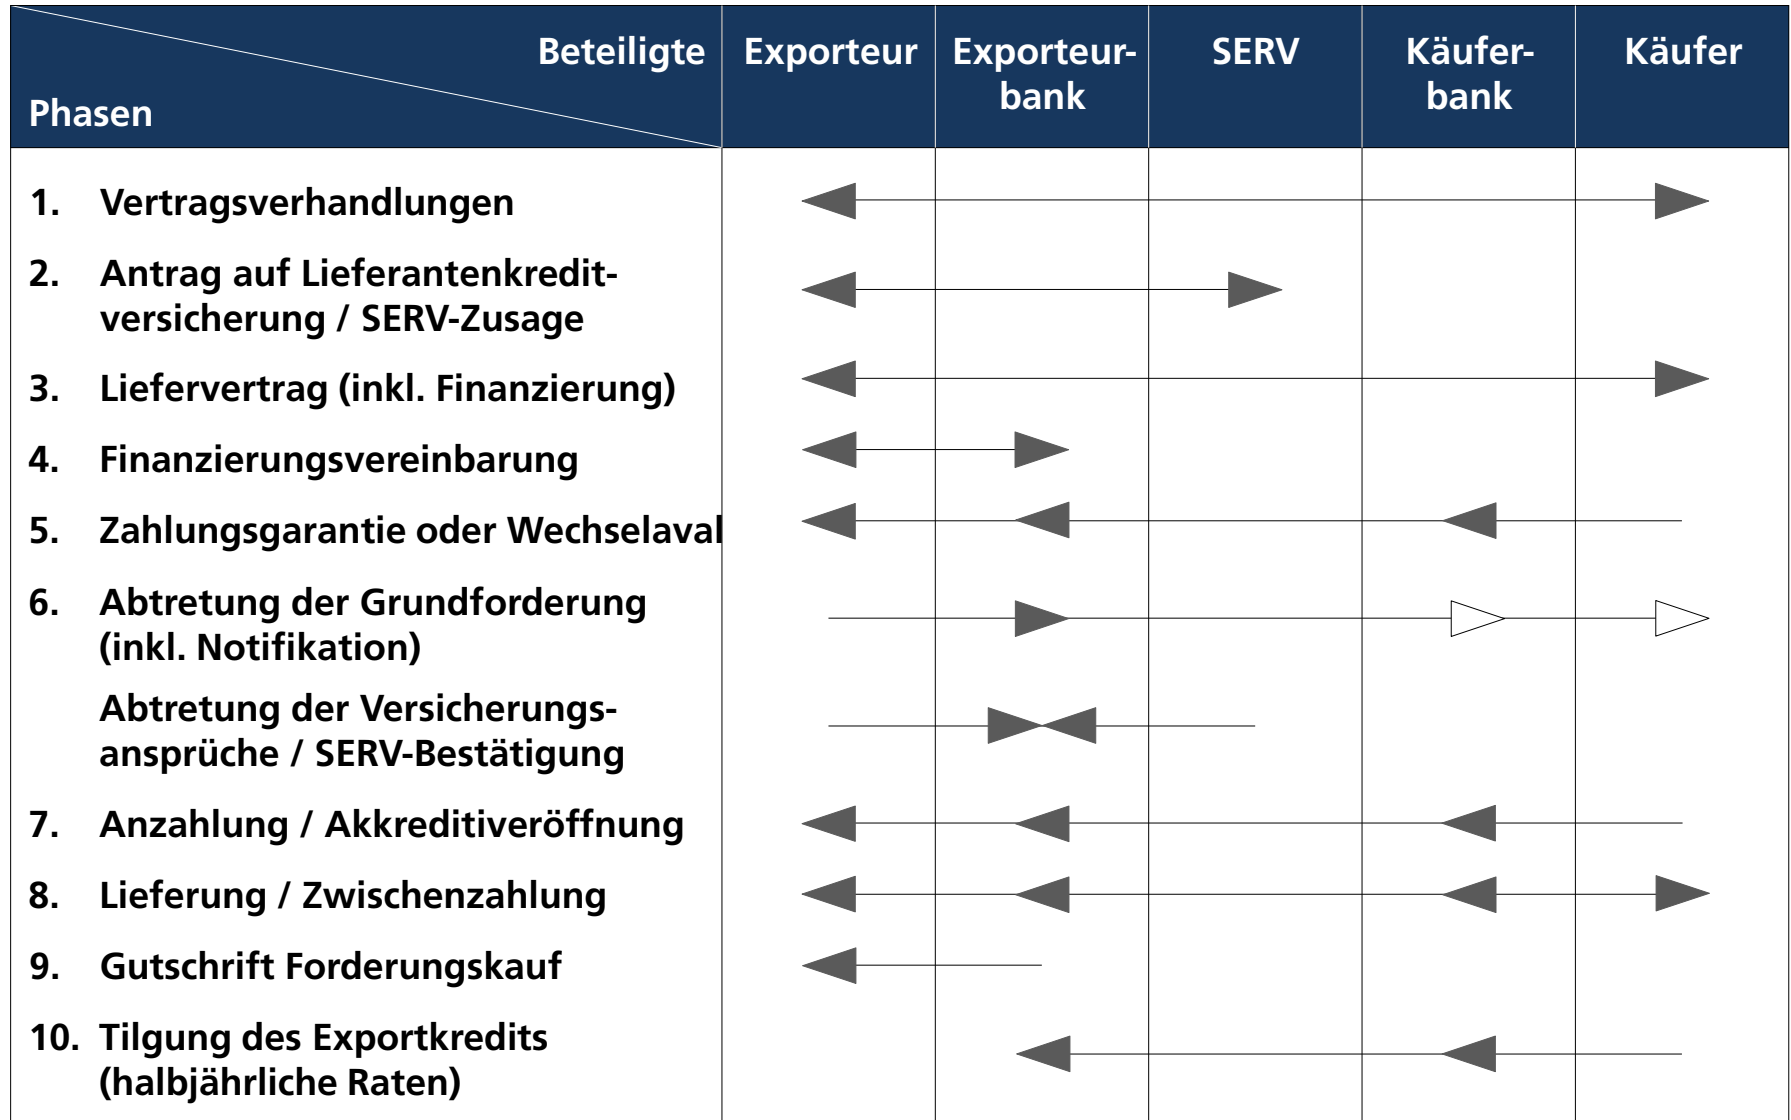 Beteiligte
Phasen
Exporteur
Exporteur-
bank
SERV
Käufer-
bank
Käufer
1. Vertragsverhandlungen
2. Antrag auf Lieferantenkredit-
versicherung / SERV-Zusage
3. Liefervertrag (inkl. Finanzierung)
4. Finanzierungsvereinbarung
5. Zahlungsgarantie oder Wechselaval
6. Abtretung der Grundforderung
(inkl. Notifikation)
Abtretung der Versicherungs-
ansprüche / SERV-Bestätigung
7. Anzahlung / Akkreditiveröffnung
8. Lieferung / Zwischenzahlung
9. Gutschrift Forderungskauf
10. Tilgung des Exportkredits
(halbjährliche Raten)